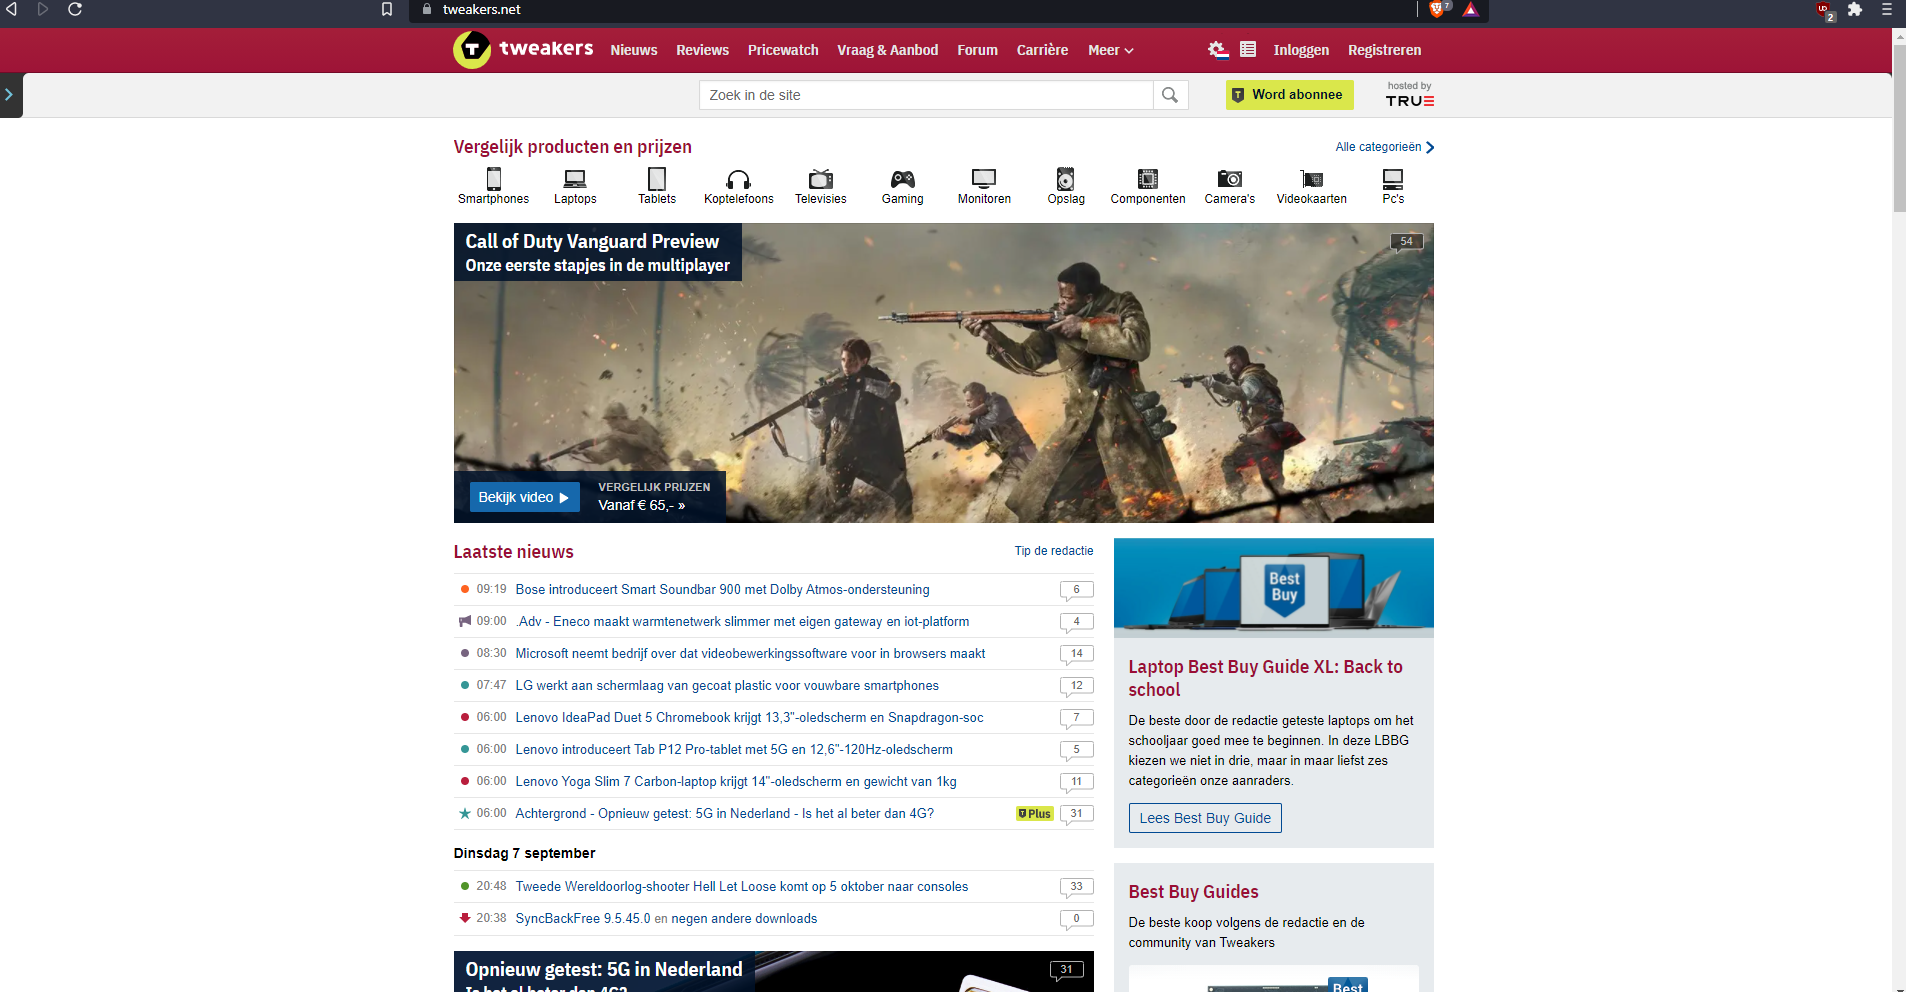 tweakers.net
7
2
tweakers
Nieuws
Reviews
Pricewatch
Vraag & Aanbod
Forum
Carrière
Meer
Inloggen
Registreren
Zoek in de site
Word abonnee
hosted by
TRUE
Vergelijk producten en prijzen
Alle categorieën
Smartphones
Laptops
Tablets
Koptelefoons
Televisies
Gaming
Monitoren
Opslag
Componenten
Camera's
Videokaarten
Pc's
Call of Duty Vanguard Preview
Onze eerste stapjes in de multiplayer
54
Bekijk video
VERGELIJK PRIJZEN
Vanaf € 65,- »
Laatste nieuws
Tip de redactie
09:19 Bose introduceert Smart Soundbar 900 met Dolby Atmos-ondersteuning 6
09:00 .Adv - Eneco maakt warmtenetwerk slimmer met eigen gateway en iot-platform 4
08:30 Microsoft neemt bedrijf over dat videobewerkingssoftware voor in browsers maakt 14
07:47 LG werkt aan schermlaag van gecoat plastic voor vouwbare smartphones 12
06:00 Lenovo IdeaPad Duet 5 Chromebook krijgt 13,3"-oledscherm en Snapdragon-soc 7
06:00 Lenovo introduceert Tab P12 Pro-tablet met 5G en 12,6"-120Hz-oledscherm 5
06:00 Lenovo Yoga Slim 7 Carbon-laptop krijgt 14"-oledscherm en gewicht van 1kg 11
06:00 Achtergrond - Opnieuw getest: 5G in Nederland - Is het al beter dan 4G? Plus 31
Dinsdag 7 september
20:48 Tweede Wereldoorlog-shooter Hell Let Loose komt op 5 oktober naar consoles 33
20:38 SyncBackFree 9.5.45.0 en negen andere downloads 0
Opnieuw getest: 5G in Nederland
Is het al beter dan 4G?
31
Best
Buy
Laptop Best Buy Guide XL: Back to
school
De beste door de redactie geteste laptops om het
schooljaar goed mee te beginnen. In deze LBBG
kiezen we niet in drie, maar in maar liefst zes
categorieën onze aanraders.
Lees Best Buy Guide
Best Buy Guides
De beste koop volgens de redactie en de
community van Tweakers
Best